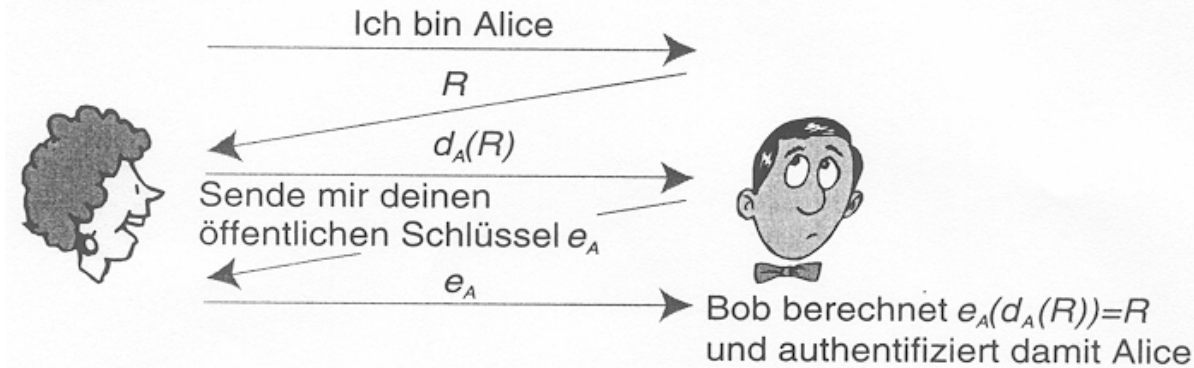 Ich bin Alice
R
d_A(R)
Sende mir deinen
öffentlichen Schlüssel e_A
e_A
Bob berechnet e_A(d_A(R))=R
und authentifiziert damit Alice